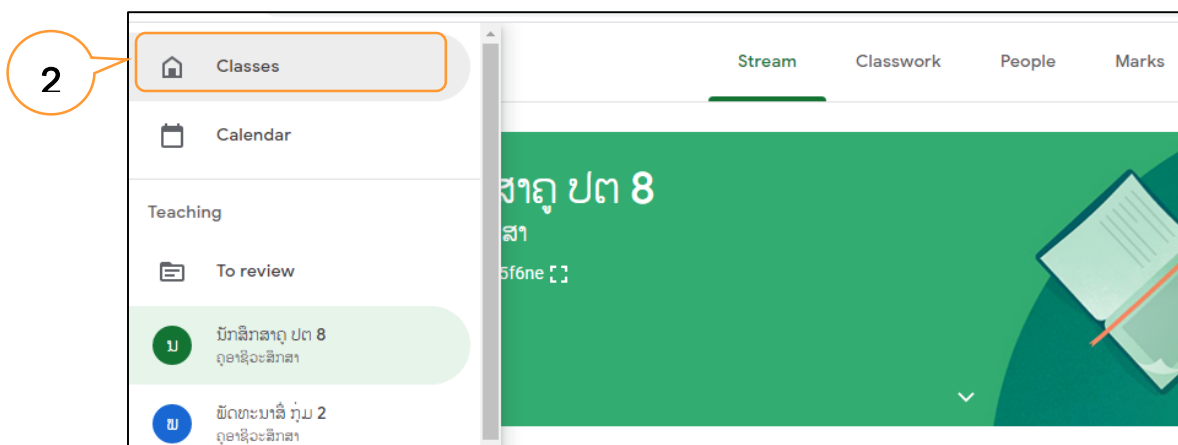 2
Classes
Calendar
Teaching
To review
ນັກສຶກສາຄູ ປຕ 8
ຄູອາຊີວະສຶກສາ
ພັດທະນາສື່ ກຸ່ມ 2
ຄູອາຊີວະສຶກສາ
Stream Classwork People Marks
ສາຄູ ປຕ 8
ສາ
5f6ne